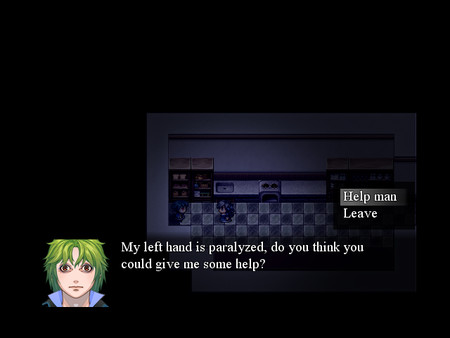 Help man
Leave
My left hand is paralyzed, do you think you
could give me some help?